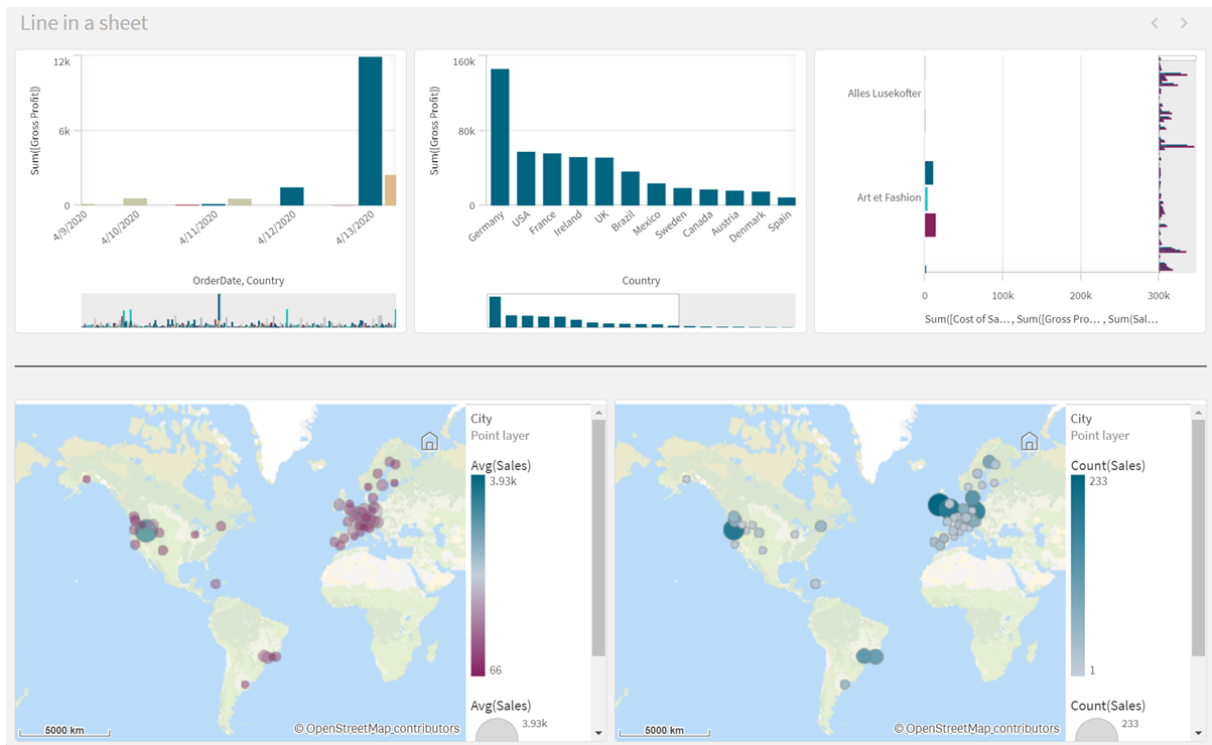 Line in a sheet
12k
6k
0
Sum([Gross Profit])
4/9/2020
4/10/2020
4/11/2020
4/12/2020
4/13/2020
OrderDate, Country
160k
80k
0
Sum([Gross Profit])
Germany
USA
France
Ireland
UK
Brazil
Mexico
Sweden
Canada
Austria
Denmark
Spain
Country
Alles Lusekofter
Art et Fashion
0 100k 200k 300k
Sum([Cost of Sa... , Sum([Gross Pro... , Sum(Sal...
City
Point layer
Avg(Sales)
3.93k
66
Avg(Sales)
3.93k
5000 km
© OpenStreetMap contributors
City
Point layer
Count(Sales)
233
1
Count(Sales)
233
5000 km
© OpenStreetMap contributors